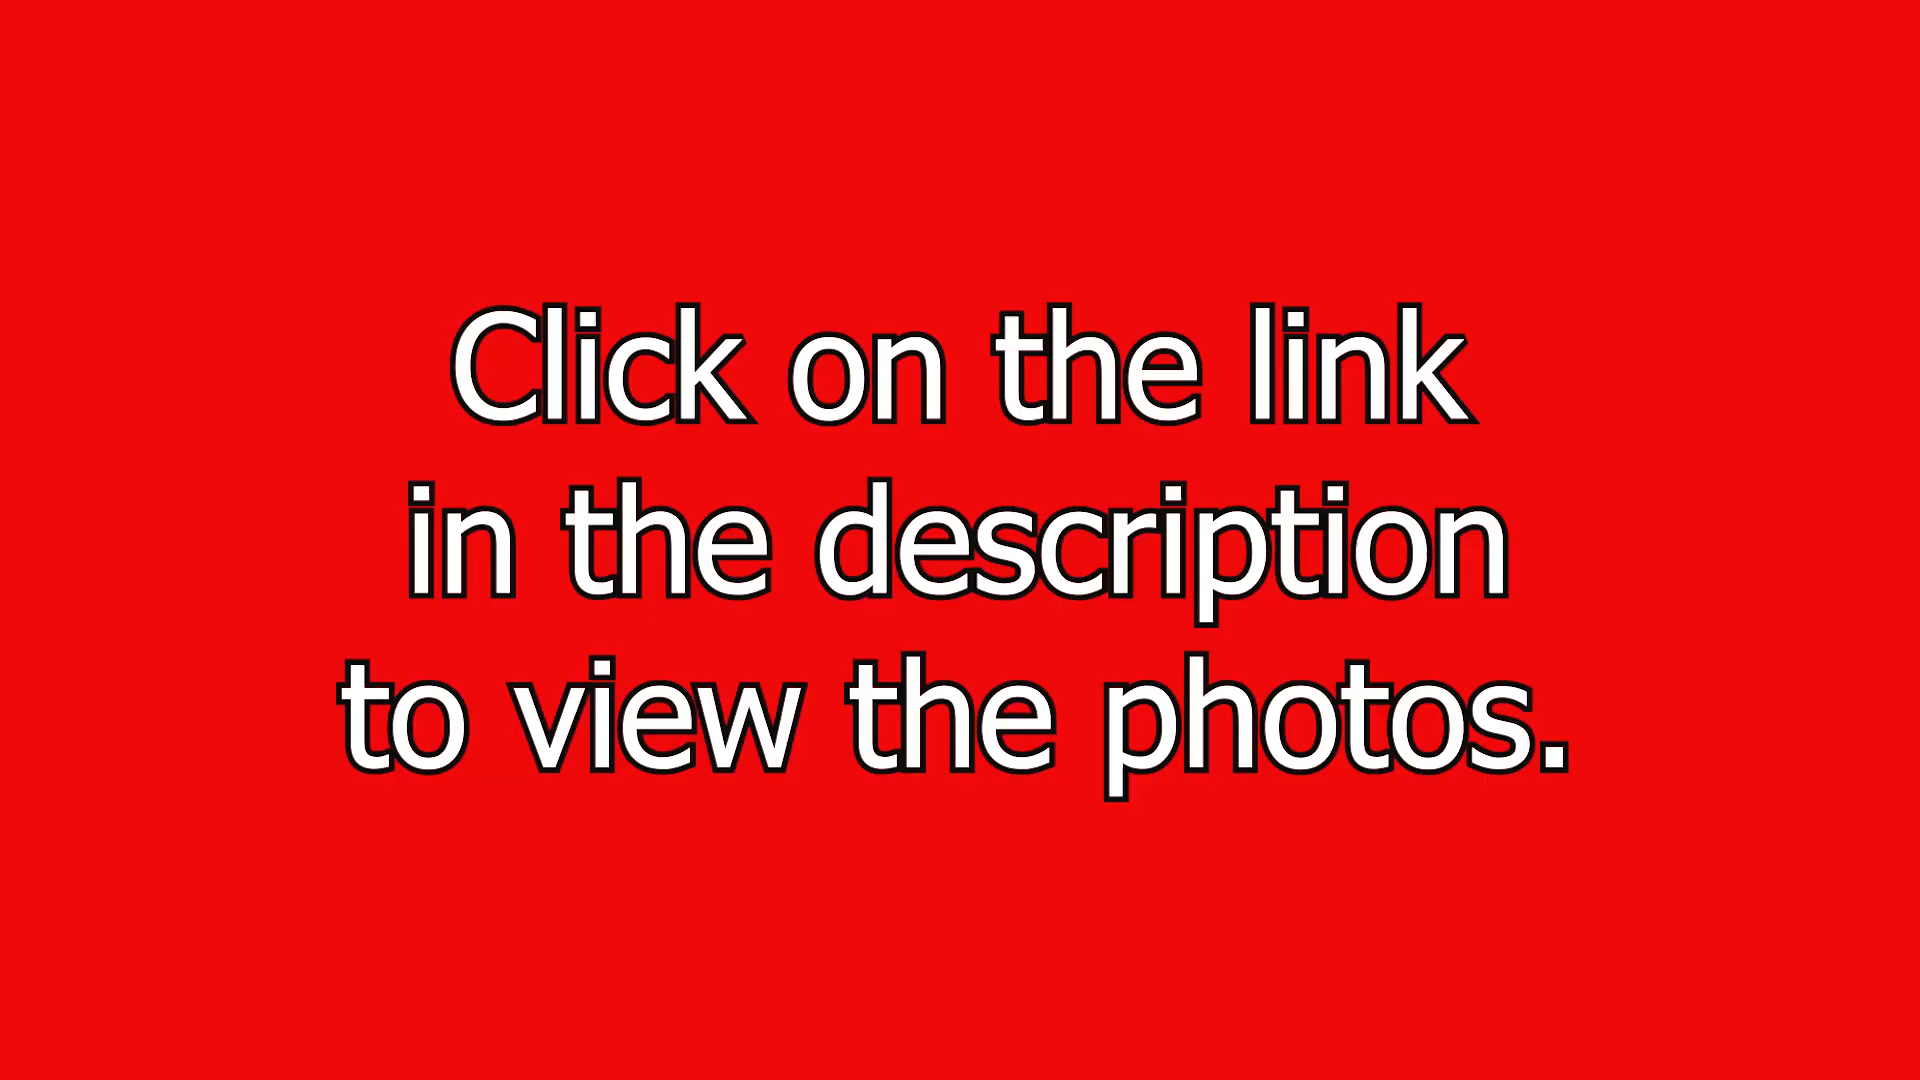 Click on the link
in the description
to view the photos.